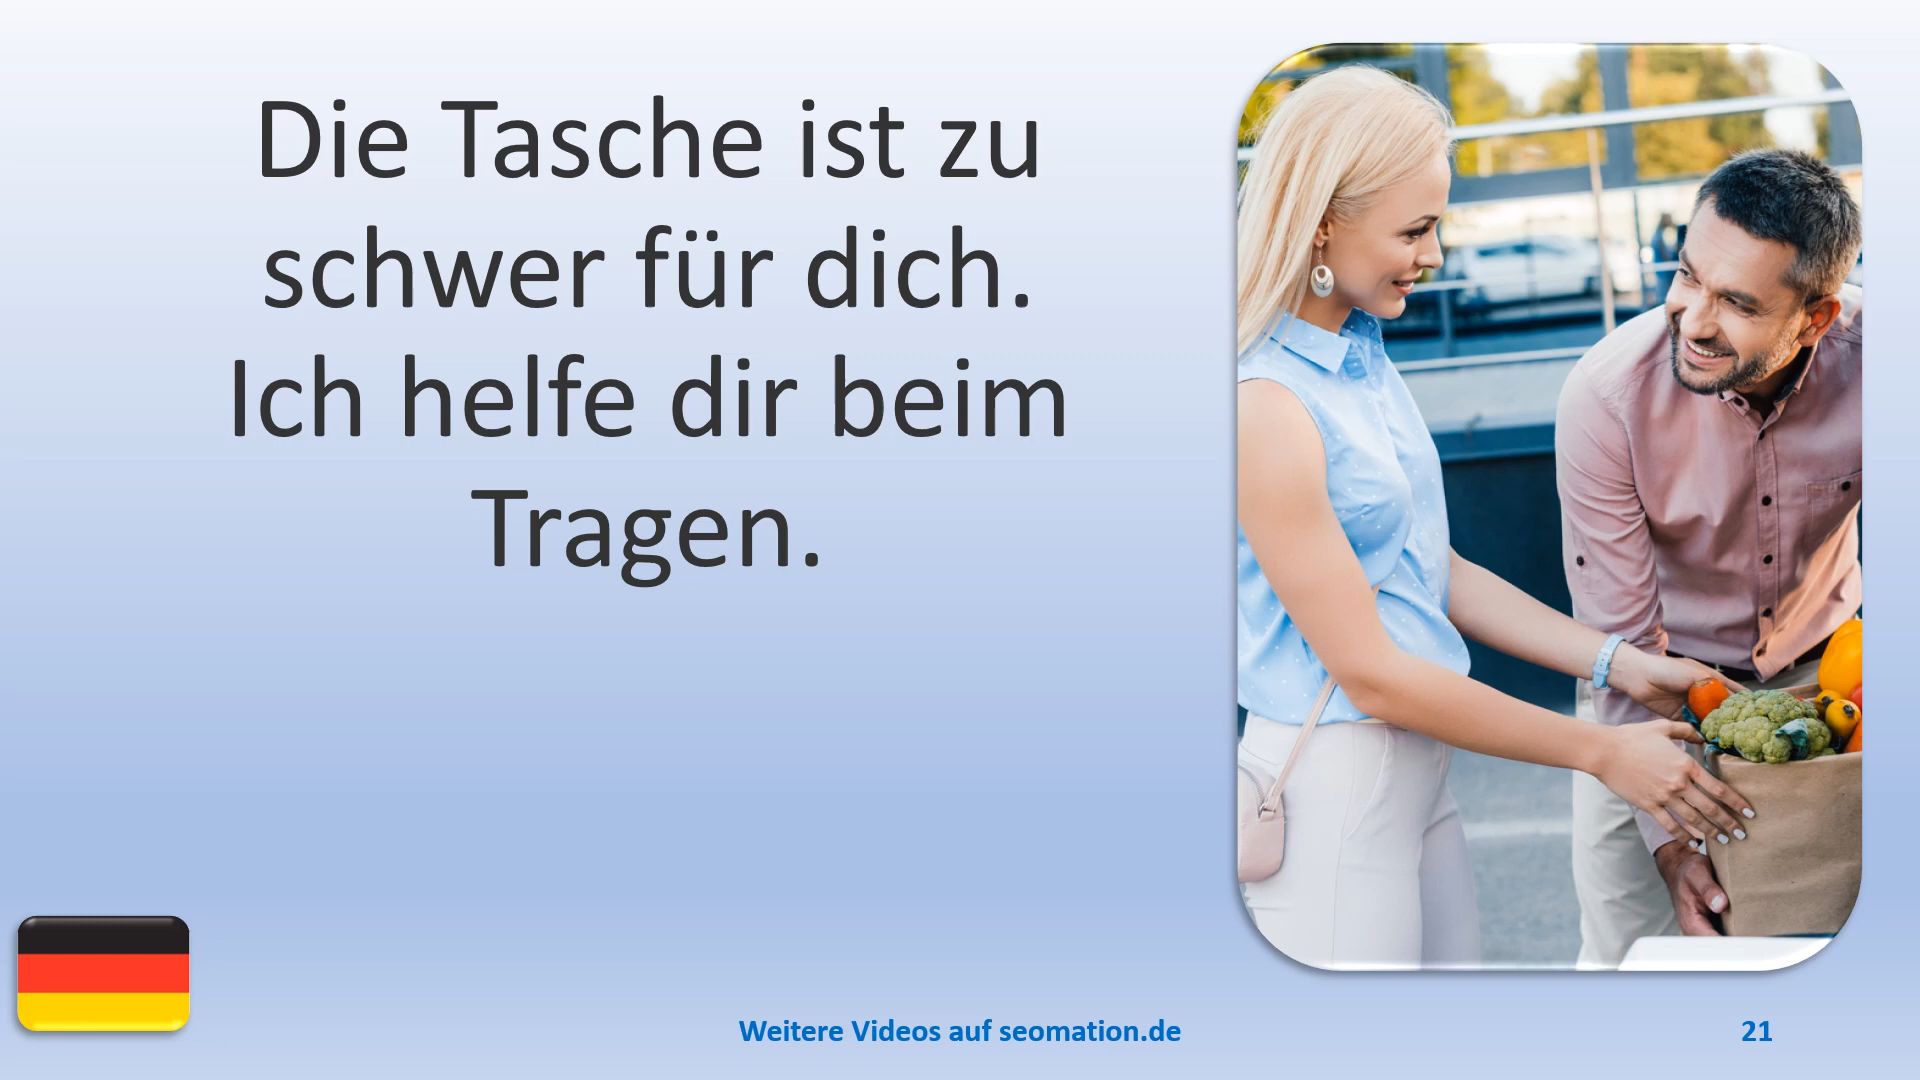 Die Tasche ist zu
schwer für dich.
Ich helfe dir beim
Tragen.
Weitere Videos auf seomation.de
21